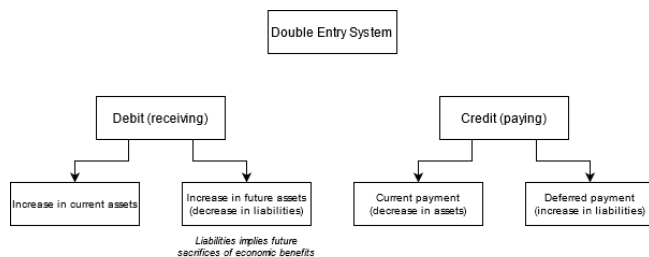 Double Entry System
Debit (receiving)
Credit (paying)
Increase in current assets
Increase in future assets
(decrease in liabilities)
Current payment
(decrease in assets)
Deferred payment
(increase in liabilities)
Liabilities implies future
sacrifices of economic benefits